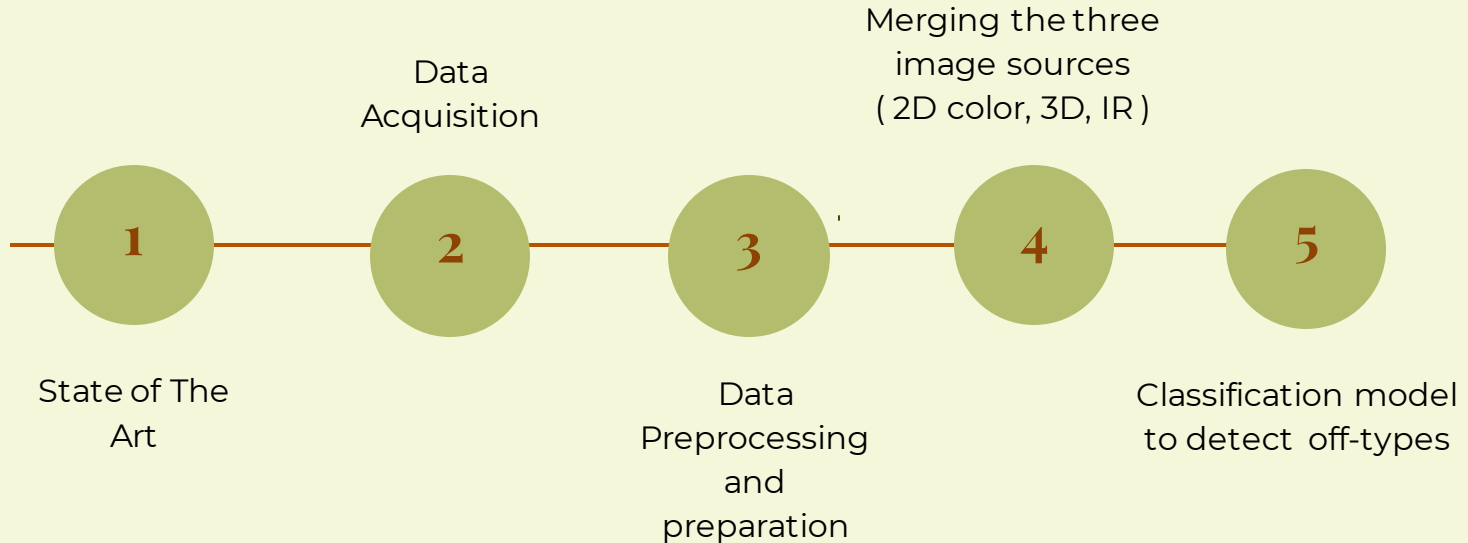 1
State of The
Art
2
Data
Acquisition
3
Data
Preprocessing
and
preparation
4
Merging the three
image sources
( 2D color, 3D, IR )
5
Classification model
to detect off-types